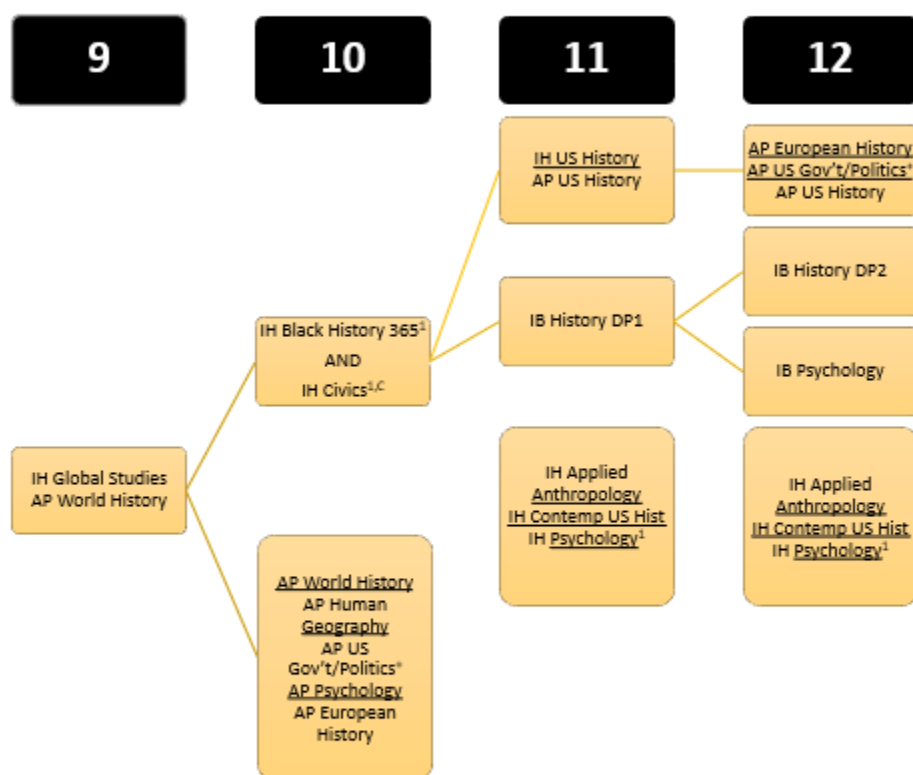 9
10
11
12
IH US History
AP US History
AP European History
AP US Gov't/Politics*
AP US History
IB History DP2
IH Black History 365¹
AND
IH Civics¹,ᶜ
IB History DP1
IB Psychology
IH Global Studies
AP World History
IH Applied
Anthropology
IH Contemp US Hist
IH Psychology¹
IH Applied
Anthropology
IH Contemp US Hist
IH Psychology¹
AP World History
AP Human
Geography
AP US
Gov't/Politics*
AP Psychology
AP European
History